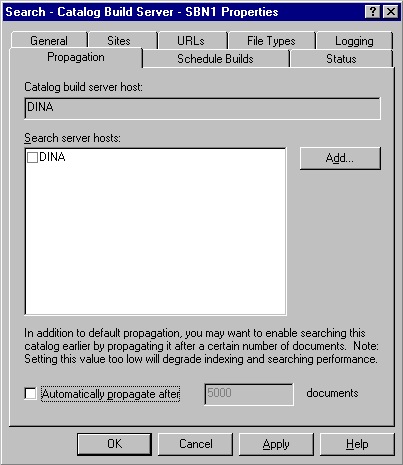 Search - Catalog Build Server - SBN1 Properties
General Sites URLs File Types Logging
Propagation Schedule Builds Status
Catalog build server host:
DINA
Search server hosts:
DINA
Add...
In addition to default propagation, you may want to enable searching this
catalog earlier by propagating it after a certain number of documents. Note:
Setting this value too low will degrade indexing and searching performance.
Automatically propagate after 5000 documents
OK Cancel Apply Help